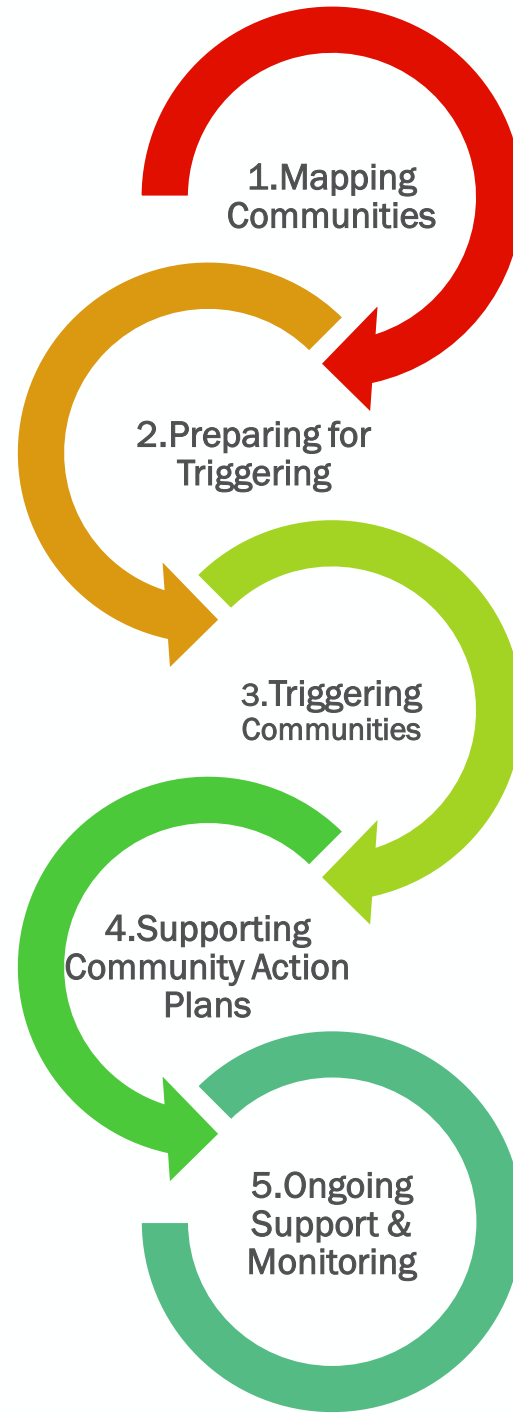 1.Mapping
Communities
2.Preparing for
Triggering
3.Triggering
Communities
4.Supporting
Community Action
Plans
5.Ongoing
Support &
Monitoring